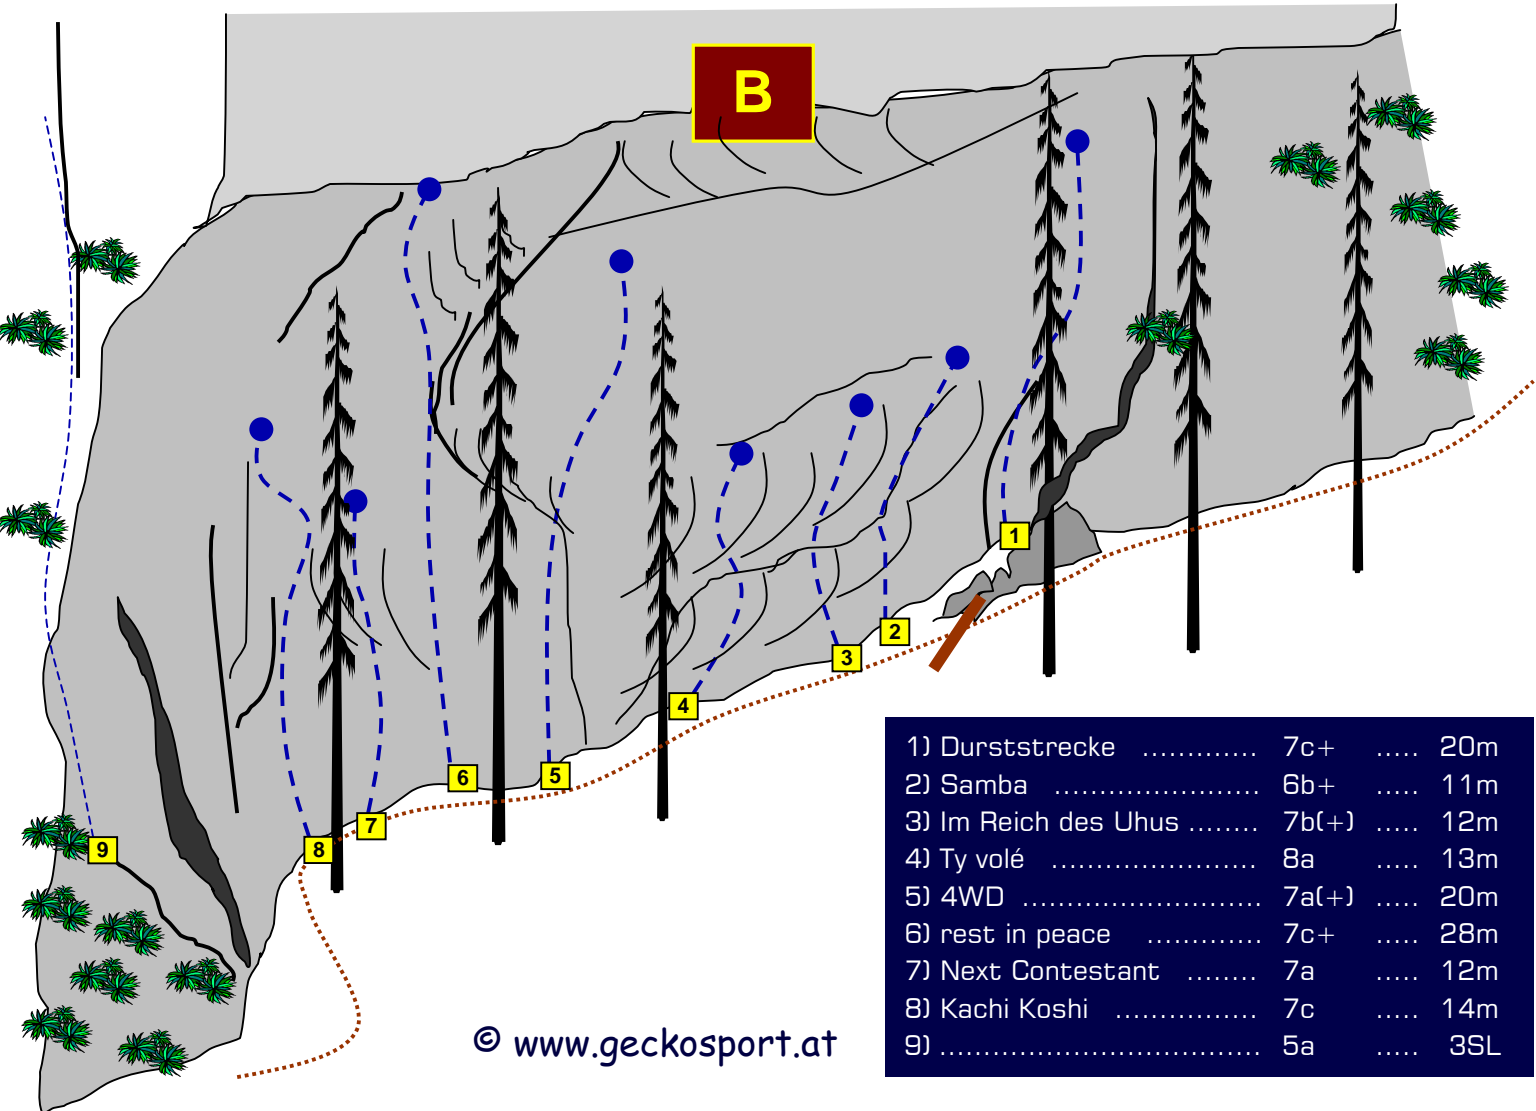 B
1
2
3
4
5
6
7
8
9
1) Durststrecke ............. 7c+ ..... 20m
2) Samba ....................... 6b+ ..... 11m
3) Im Reich des Uhus ........ 7b(+) ..... 12m
4) Ty volé ....................... 8a ..... 13m
5) 4WD ........................... 7a(+) ..... 20m
6) rest in peace ............. 7c+ ..... 28m
7) Next Contestant ........ 7a ..... 12m
8) Kachi Koshi ................ 7c ..... 14m
9) .................................... 5a ..... 3SL
© www.geckosport.at